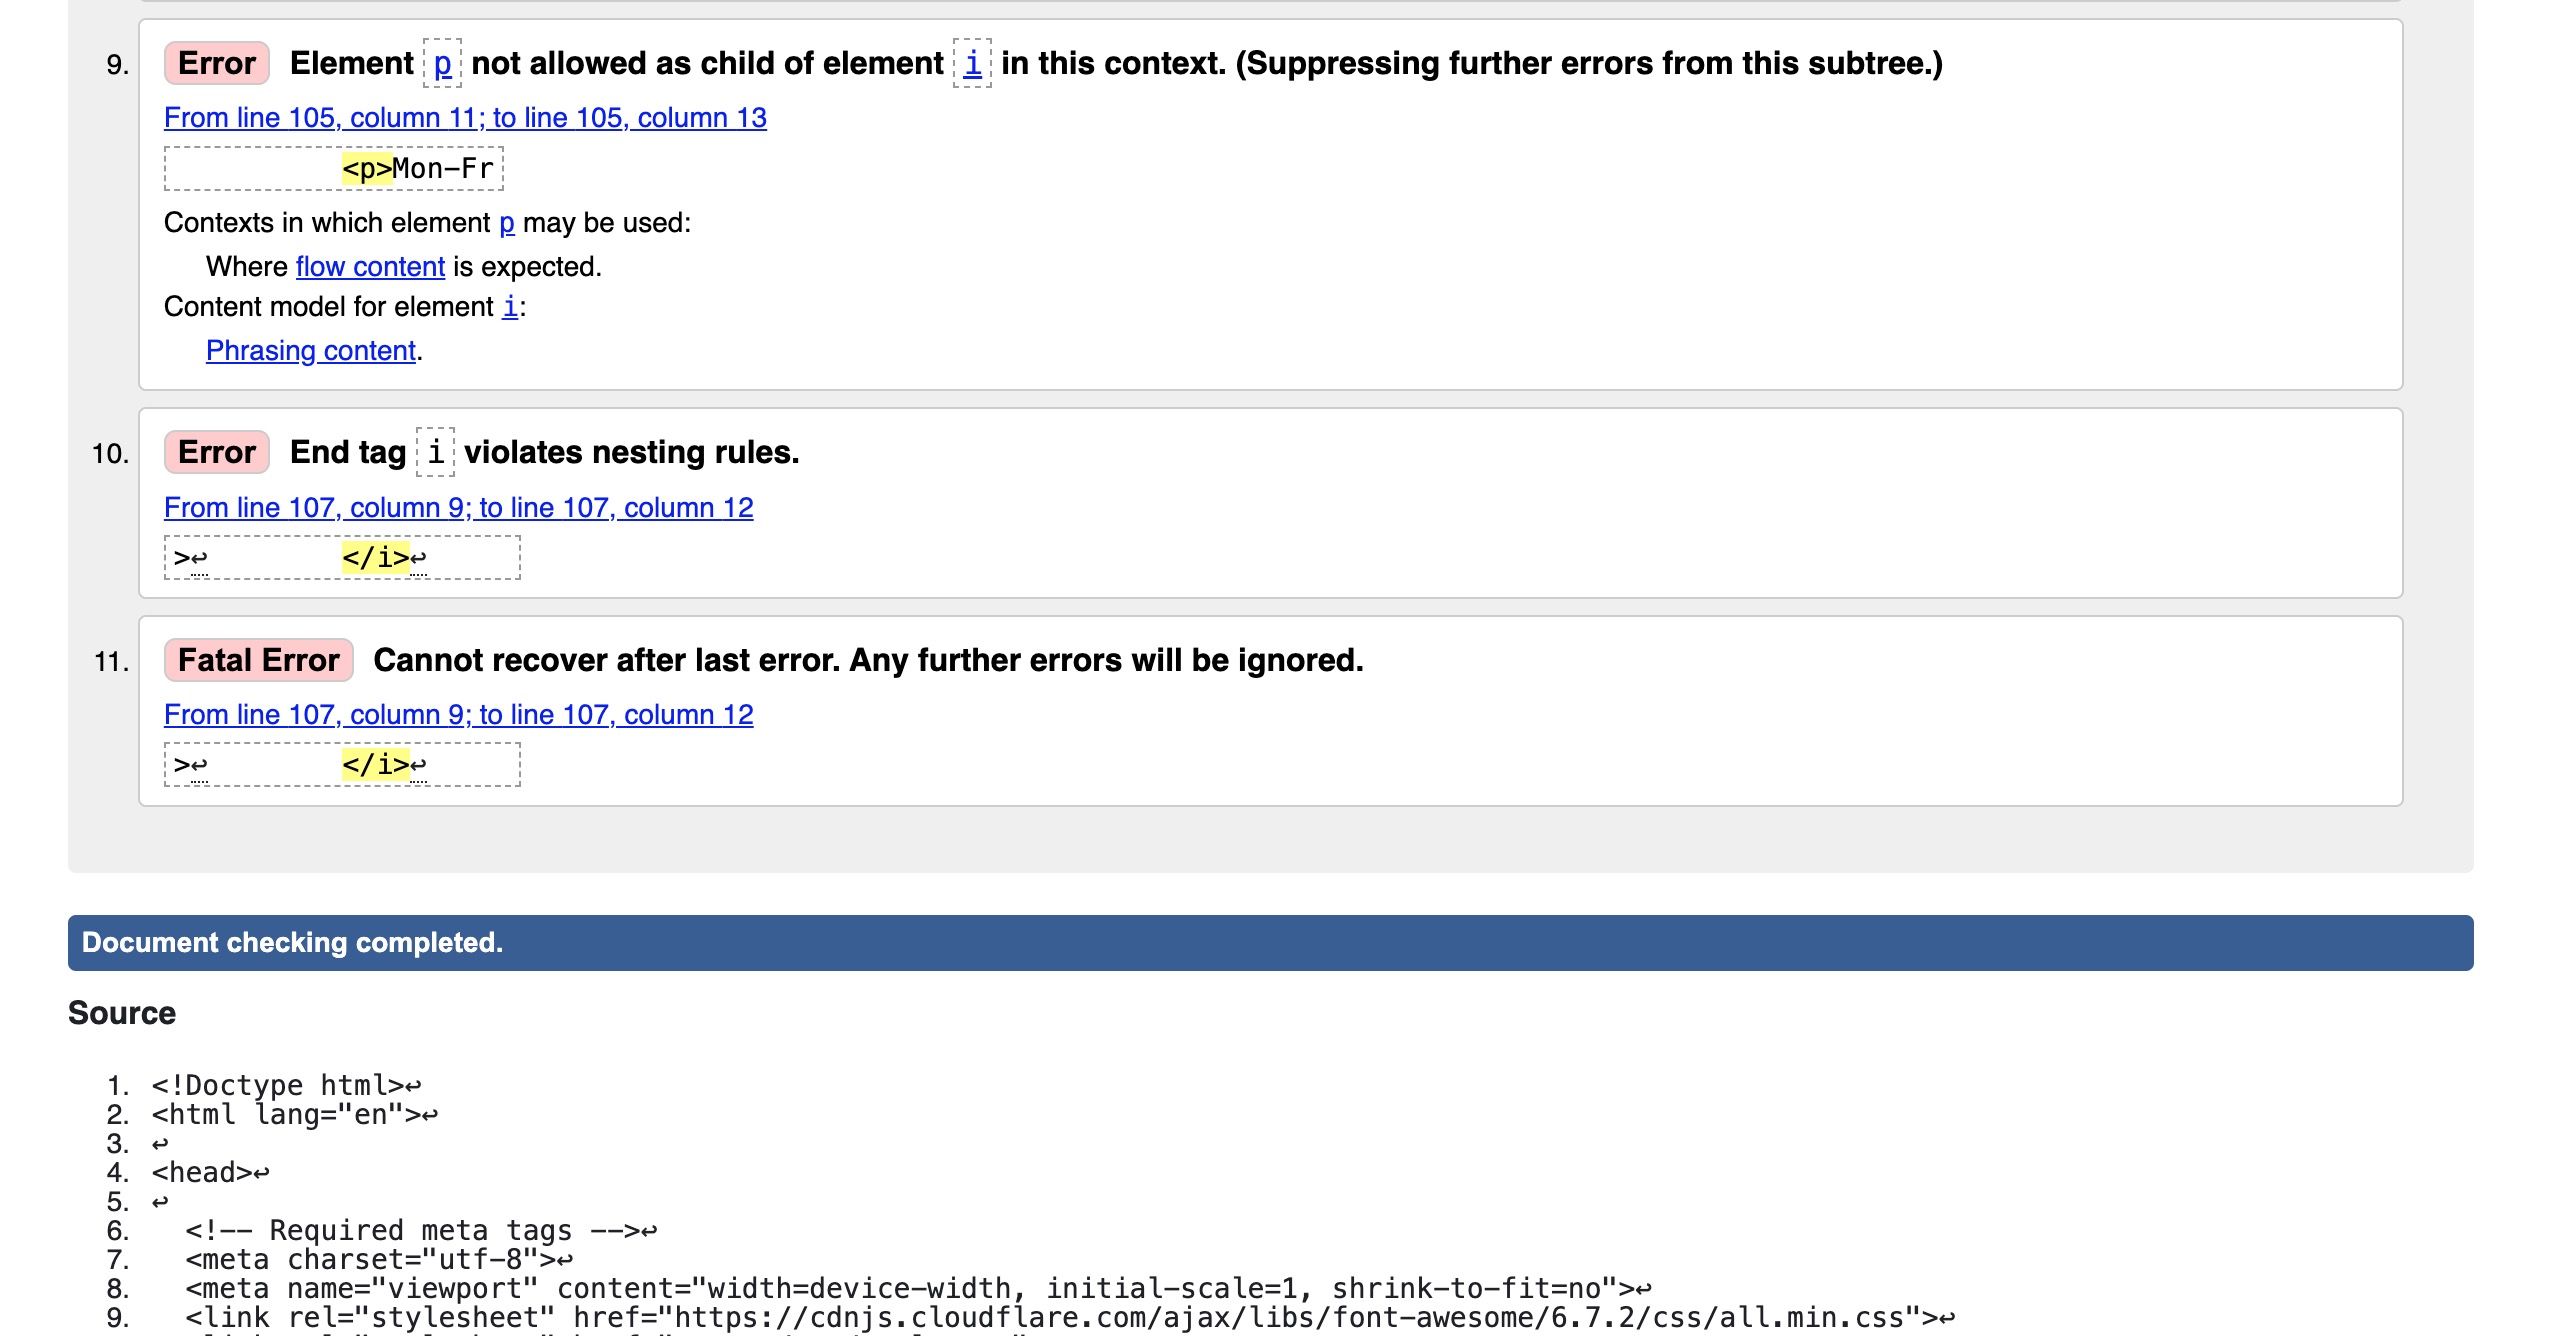 9. Error Element p not allowed as child of element i in this context. (Suppressing further errors from this subtree.)
From line 105, column 11; to line 105, column 13
<p>Mon–Fr
Contexts in which element p may be used:
Where flow content is expected.
Content model for element i:
Phrasing content.
10. Error End tag i violates nesting rules.
From line 107, column 9; to line 107, column 12
>↩        </i>↩
11. Fatal Error Cannot recover after last error. Any further errors will be ignored.
From line 107, column 9; to line 107, column 12
>↩        </i>↩
Document checking completed.
Source
1. <!Doctype html>↩
2. <html lang="en">↩
3. ↩
4. <head>↩
5. ↩
6.   <!-- Required meta tags -->↩
7.   <meta charset="utf-8">↩
8.   <meta name="viewport" content="width=device-width, initial-scale=1, shrink-to-fit=no">↩
9.   <link rel="stylesheet" href="https://cdnjs.cloudflare.com/ajax/libs/font-awesome/6.7.2/css/all.min.css">↩